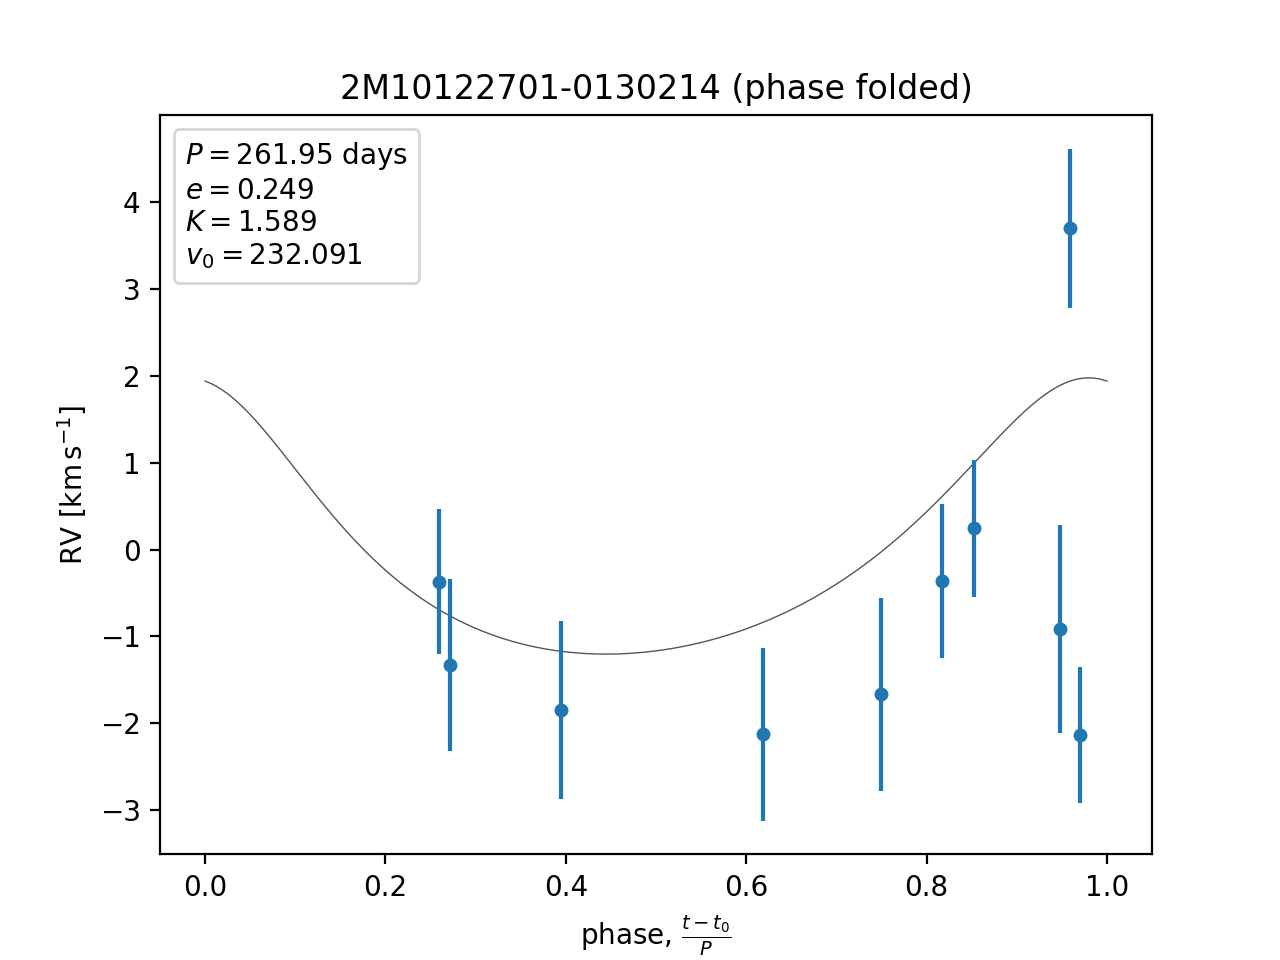 2M10122701-0130214 (phase folded)
P = 261.95 days
e = 0.249
K = 1.589
v₀ = 232.091
4
3
2
1
0
−1
−2
−3
RV [km s⁻¹]
0.0 0.2 0.4 0.6 0.8 1.0
phase, (t − t₀)/P